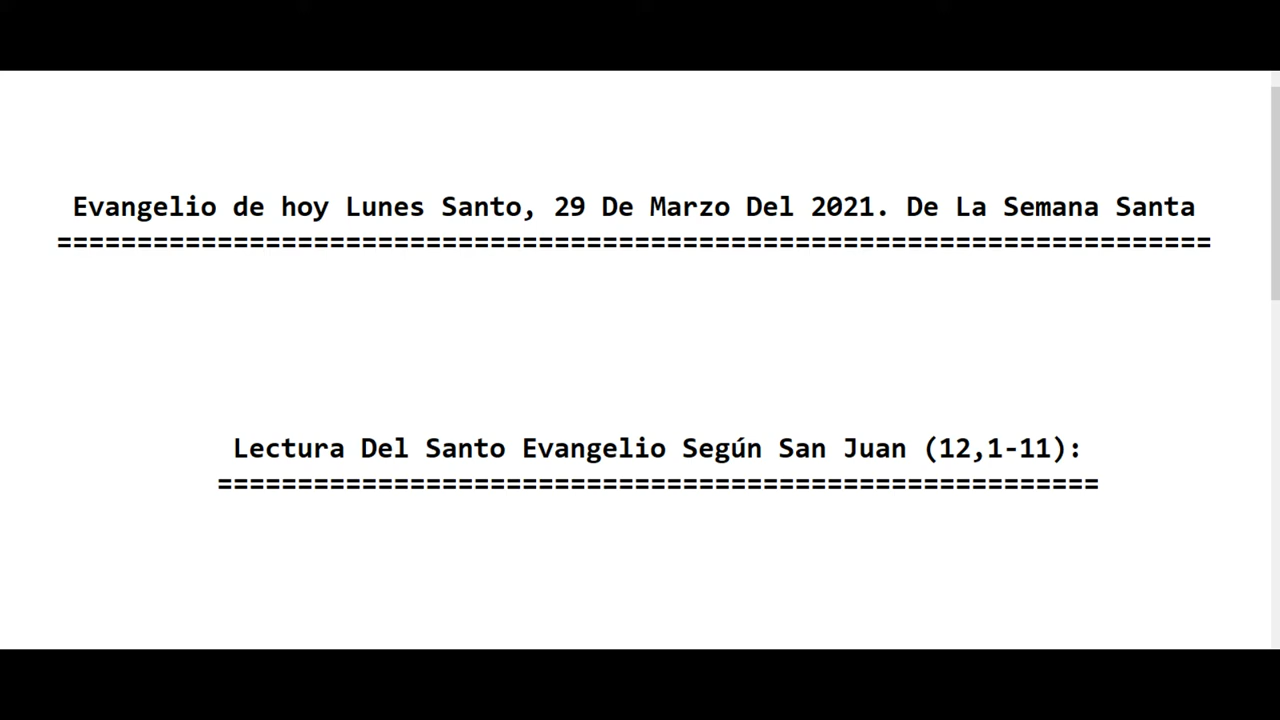 Evangelio de hoy Lunes Santo, 29 De Marzo Del 2021. De La Semana Santa
========================================================================
Lectura Del Santo Evangelio Según San Juan (12,1-11):
=======================================================